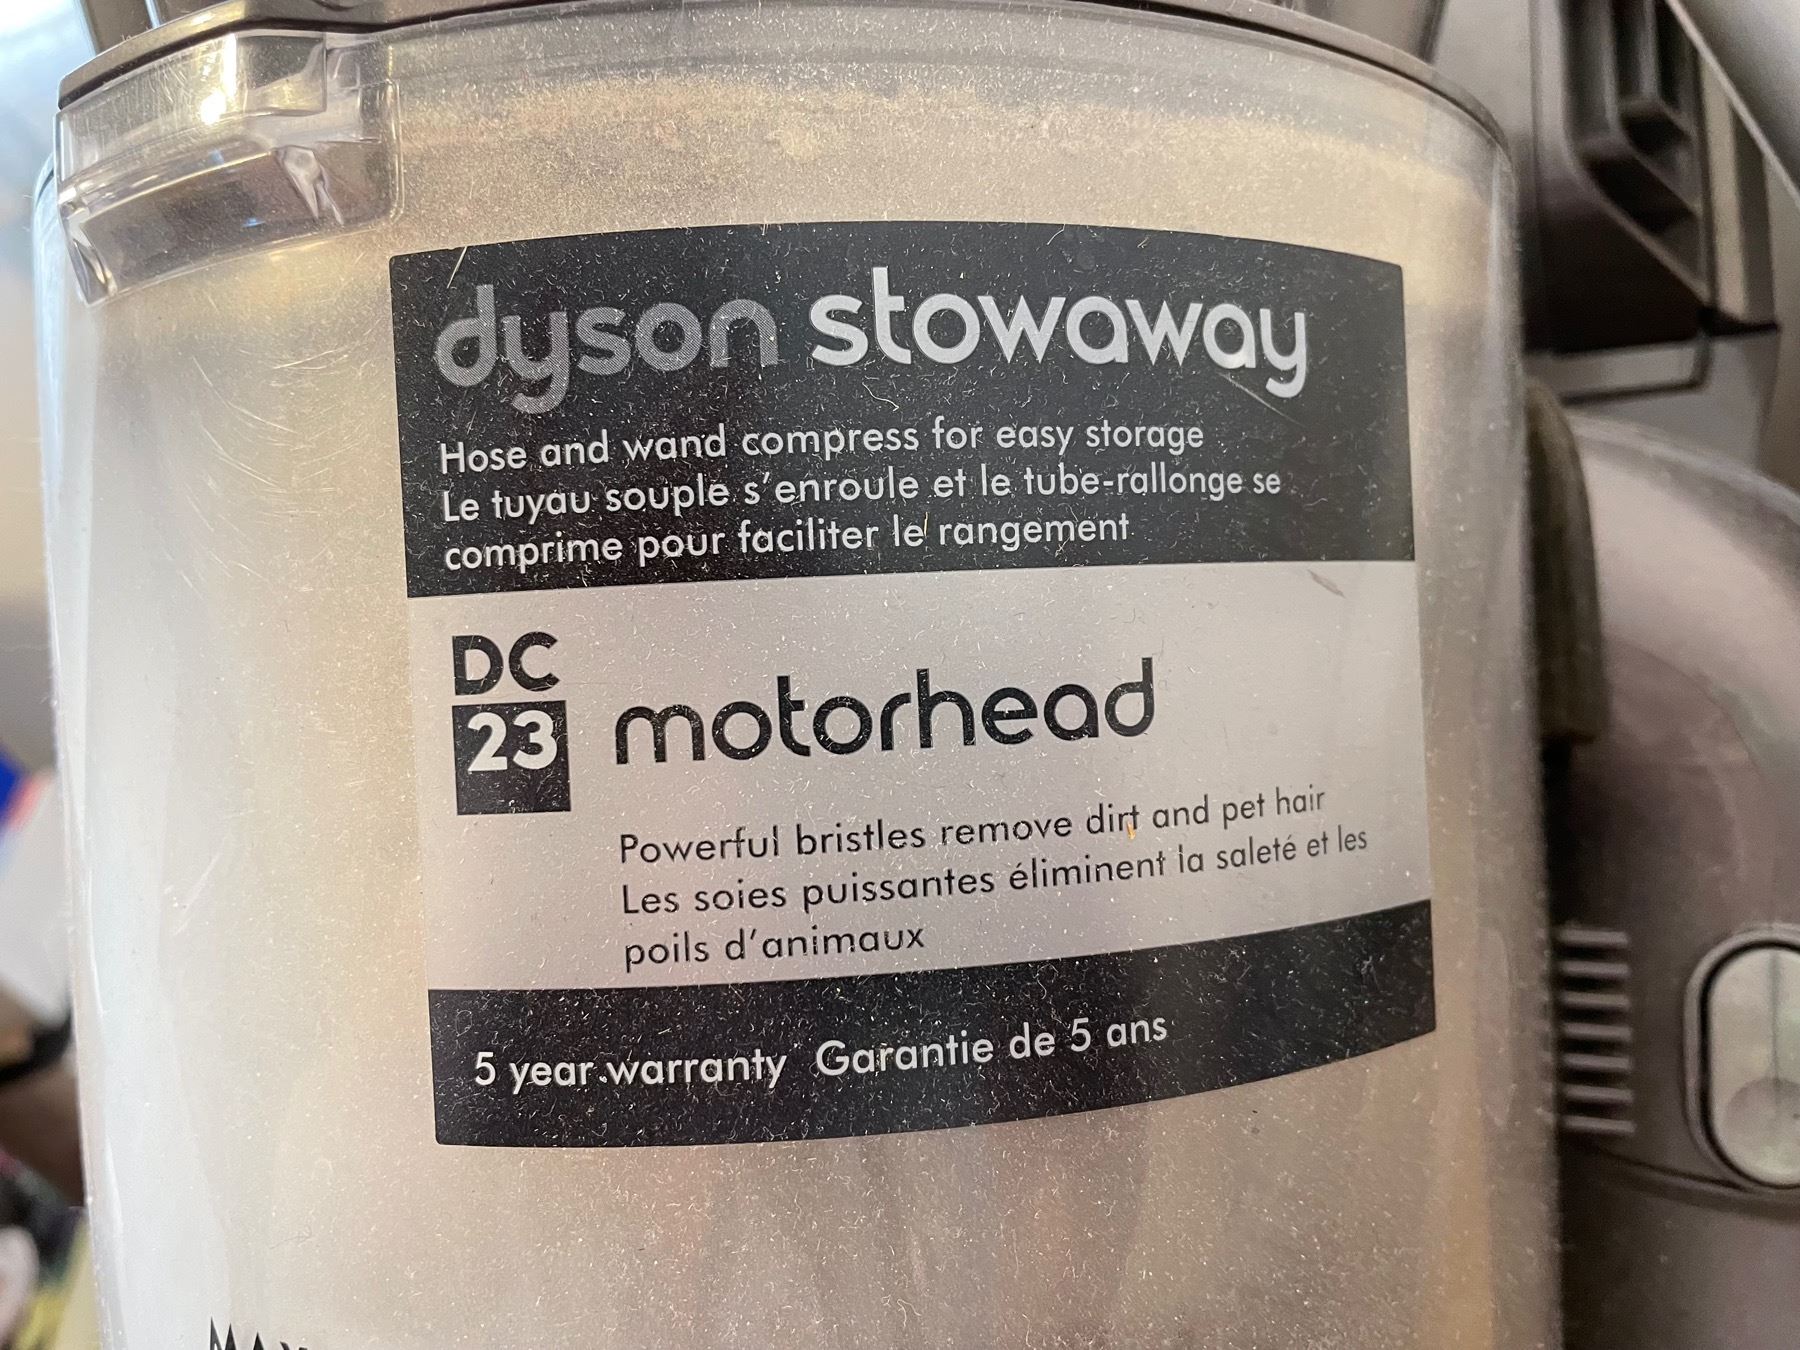 dyson stowaway
Hose and wand compress for easy storage
Le tuyau souple s'enroule et le tube-rallonge se
comprime pour faciliter le rangement
DC
23
motorhead
Powerful bristles remove dirt and pet hair
Les soies puissantes éliminent la saleté et les
poils d'animaux
5 year warranty Garantie de 5 ans